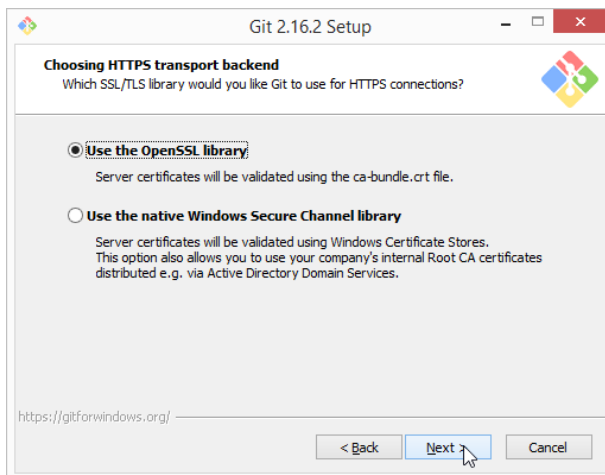 Git 2.16.2 Setup
Choosing HTTPS transport backend
Which SSL/TLS library would you like Git to use for HTTPS connections?
Use the OpenSSL library
Server certificates will be validated using the ca-bundle.crt file.
Use the native Windows Secure Channel library
Server certificates will be validated using Windows Certificate Stores.
This option also allows you to use your company's internal Root CA certificates
distributed e.g. via Active Directory Domain Services.
https://gitforwindows.org/
< Back
Next >
Cancel